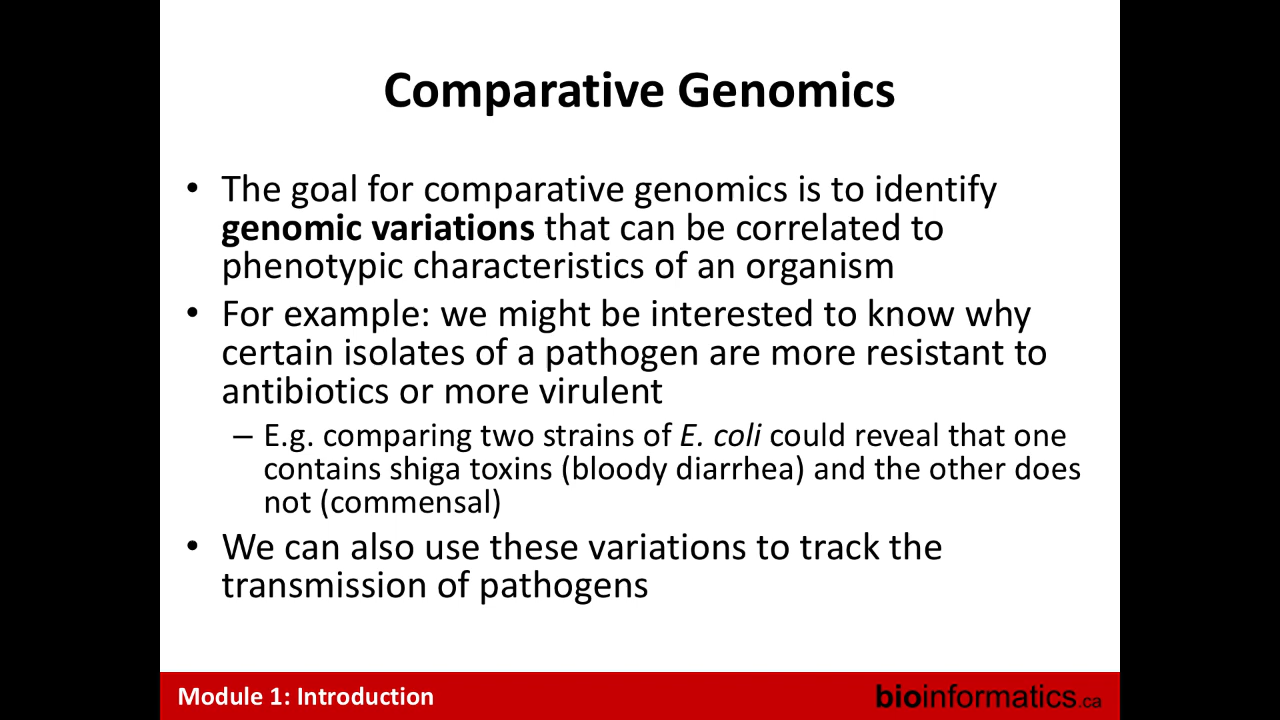 Comparative Genomics
• The goal for comparative genomics is to identify
genomic variations that can be correlated to
phenotypic characteristics of an organism
• For example: we might be interested to know why
certain isolates of a pathogen are more resistant to
antibiotics or more virulent
– E.g. comparing two strains of E. coli could reveal that one
contains shiga toxins (bloody diarrhea) and the other does
not (commensal)
• We can also use these variations to track the
transmission of pathogens
Module 1: Introduction
bioinformatics.ca